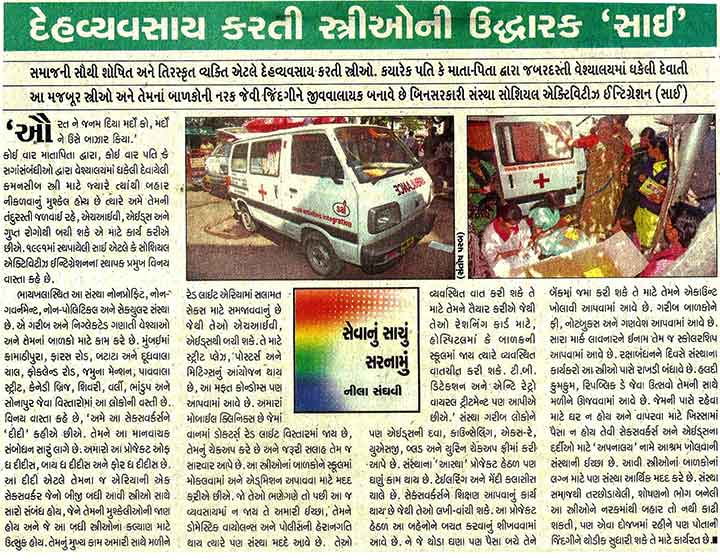 દેહવ્યવસાય કરતી સ્ત્રીઓની ઉદ્ધારક ‘સાઈ’
સમાજની સૌથી શોષિત અને તિરસ્કૃત વ્યક્તિ એટલે દેહવ્યવસાય કરતી સ્ત્રીઓ. ક્યારેક પતિ કે માતા-પિતા દ્વારા જબરદસ્તી વેશ્યાલયમાં ધકેલી દેવાતી
આ મજબૂર સ્ત્રીઓ અને તેમનાં બાળકોની નરક જેવી જિંદગીને જીવવાલાયક બનાવે છે બિનસરકારી સંસ્થા સોશિયલ એક્ટિવિટીઝ ઈન્ટિગ્રેશન (સાઈ)
‘ઔરત ને જનમ દિયા મર્દો કો, મર્દોં
ને ઉસે બાઝાર કિયા.’
કોઈ વાર માતાપિતા દ્વારા, કોઈ વાર પતિ કે
સગાંસંબંધીઓ દ્વારા વેશ્યાલયમાં ધકેલી દેવાયેલી
કમનસીબ સ્ત્રી માટે જ્યારે ત્યાંથી બહાર
નીકળવાનું મુશ્કેલ હોય છે ત્યારે અમે તેમની
તંદુરસ્તી જળવાઈ રહે, એચઆઈવી, એઈડ્સ અને
ગુપ્ત રોગોથી બચી શકે એ માટે કાર્ય કરીએ
છીએ. ૧૯૯૧માં સ્થપાયેલી સાઈ એટલે કે સોશિયલ
એક્ટિવિટીઝ ઈન્ટિગ્રેશનના સ્થાપક પ્રમુખ વિનય
વાસ્તા કહે છે.
ભાયખલાસ્થિત આ સંસ્થા નોનપ્રોફિટ, નોન-
ગવર્નમેન્ટ, નોન-પોલિટિકલ અને સેક્યુલર સંસ્થા
છે. એ ગરીબ અને નિગ્લેક્ટેડ ગણાતી વેશ્યાઓ
અને તેમનાં બાળકો માટે કામ કરે છે. મુંબઈમાં
કામાઠીપુરા, ફારસ રોડ, બટાટા અને દૂધવાલા
ચાલ, ફોકલેન્ડ રોડ, જમુના મેન્શન, પાવવાલા
સ્ટ્રીટ, કેનેડી બ્રિજ, શિવરી, વર્લી, ભાંડુપ અને
સોનાપુર જેવા વિસ્તારોમાં આ લોકોની વસ્તી છે.
વિનય વાસ્તા કહે છે, ‘અમે આ સેક્સવર્કર્સને
‘દીદી’ કહીએ છીએ. તેમને આ માનવાચક
સંબોધન સારું લાગે છે. અમારો આ પ્રોજેક્ટ ઓફ
ધ દીદીસ, બાય ધ દીદીસ અને ફોર ધ દીદીસ છે.
આ દીદી એટલે તેમના જ એરિયાની એક
સેક્સવર્કર જેનો બીજી બધી આવી સ્ત્રીઓ સાથે
સારો સંબંધ હોય, જેને તેમની મુશ્કેલીઓની જાણ
હોય અને જે આ બધી સ્ત્રીઓના કલ્યાણ માટે
ઉત્સુક હોય. તેમનું મુખ્ય કામ અમારી સાથે મળીને
રેડ લાઈટ એરિયામાં સલામત
સેક્સ માટે સમજાવવાનું છે
જેથી તેઓ એચઆઈવી,
એઈડ્સથી બચી શકે. તે માટે
સ્ટ્રીટ પ્લેઝ, પોસ્ટર્સ અને
મિટિંગ્સનું આયોજન થાય
છે, આ મફત કોન્ડોમ્સ પણ
આપવામાં આવે છે. અમારાં
મોબાઈલ ક્લિનિક્સ છે જેમાં
વાનમાં ડોક્ટર્સ રેડ લાઈટ વિસ્તારમાં જાય છે,
તેમનું ચેકઅપ કરે છે અને જરૂરી સલાહ તેમ જ
સારવાર આપે છે. આ સ્ત્રીઓનાં બાળકોને સ્કૂલમાં
મોકલવામાં અને એડમિશન અપાવવા માટે મદદ
કરીએ છીએ. જો તેઓ ભણેગણે તો પછી આ જ
વ્યવસાયમાં ન જાય તે અમારી ઈચ્છા. તેમને
ડોમેસ્ટિક વાયોલન્સ અને પોલીસની હેરાનગતિ
થાય ત્યારે પણ સંસ્થા મદદે આવે છે. તેઓ
સેવાનું સાચું
સરનામું
નીલા સંઘવી
વ્યવસ્થિત વાત કરી શકે તે
માટે તેમને તૈયાર કરીએ જેથી
તેઓ રેશનિંગ કાર્ડ માટે,
હોસ્પિટલમાં કે બાળકની
સ્કૂલમાં જાય ત્યારે વ્યવસ્થિત
વાતચીત કરી શકે. ટી.બી.
ડિટેક્શન અને એન્ટિ રેટ્રો
વાયરલ ટ્રીટમેન્ટ પણ આપીએ
છીએ.’ સંસ્થા ગરીબ લોકોને
પણ એઈડ્સની દવા, કાઉન્સેલિંગ, એક્સ-રે,
યુએસજી, બ્લડ અને યુરિન ચેકઅપ ફીમાં કરી
આપે છે. સંસ્થાના ‘આસ્થા’ પ્રોજેક્ટ હેઠળ પણ
ઘણું કામ થાય છે. ટેઈલરિંગ અને મેંદી ક્લાસીસ
ચાલે છે. સેક્સવર્કર્સને શિક્ષણ આપવાનું કાર્ય
થાય છે જેથી તેઓ લખી-વાંચી શકે. આ પ્રોજેક્ટ
હેઠળ આ બહેનોને બચત કરવાનું શીખવવામાં
આવે છે. ને જે થોડા ઘણા પણ પૈસા બચે તેને
બેંકમાં જમા કરી શકે તે માટે તેમને એકાઉન્ટ
ખોલાવી આપવામાં આવે છે. ગરીબ બાળકોને
ફી, નોટબુક્સ અને ગણવેશ આપવામાં આવે છે.
સારા માર્ક લાવનારને ઈનામ તેમ જ સ્કોલરશિપ
આપવામાં આવે છે. રક્ષાબંધનને દિવસે સંસ્થાના
કાર્યકરો આ સ્ત્રીઓ પાસે રાખડી બંધાવે છે. હલદી
કુમકુમ, રિપબ્લિક ડે જેવા ઉત્સવો તેમની સાથે
મળીને ઊજવવામાં આવે છે. જેમની પાસે રહેવા
માટે ઘર ન હોય અને વાપરવા માટે ખિસ્સામાં
પૈસા ન હોય તેવી સેક્સવર્કર્સ અને એઈડ્સના
દર્દીઓ માટે ‘અપનાલય’ નામે આશ્રમ ખોલવાની
સંસ્થાની ઈચ્છા છે. આવી સ્ત્રીઓનાં બાળકોનાં
લગ્ન માટે પણ સંસ્થા આર્થિક મદદ કરે છે. સંસ્થા
સમાજથી તરછોડાયેલી, શોષણનો ભોગ બનેલી
આ સ્ત્રીઓને નરકમાંથી બહાર તો નથી કાઢી
શકતી, પણ એવા દોજખમાં રહીને પણ પોતાની
જિંદગીને થોડીક સુધારી શકે તે માટે કાર્યરત છે.
(સંતોષ પરબ)
sai